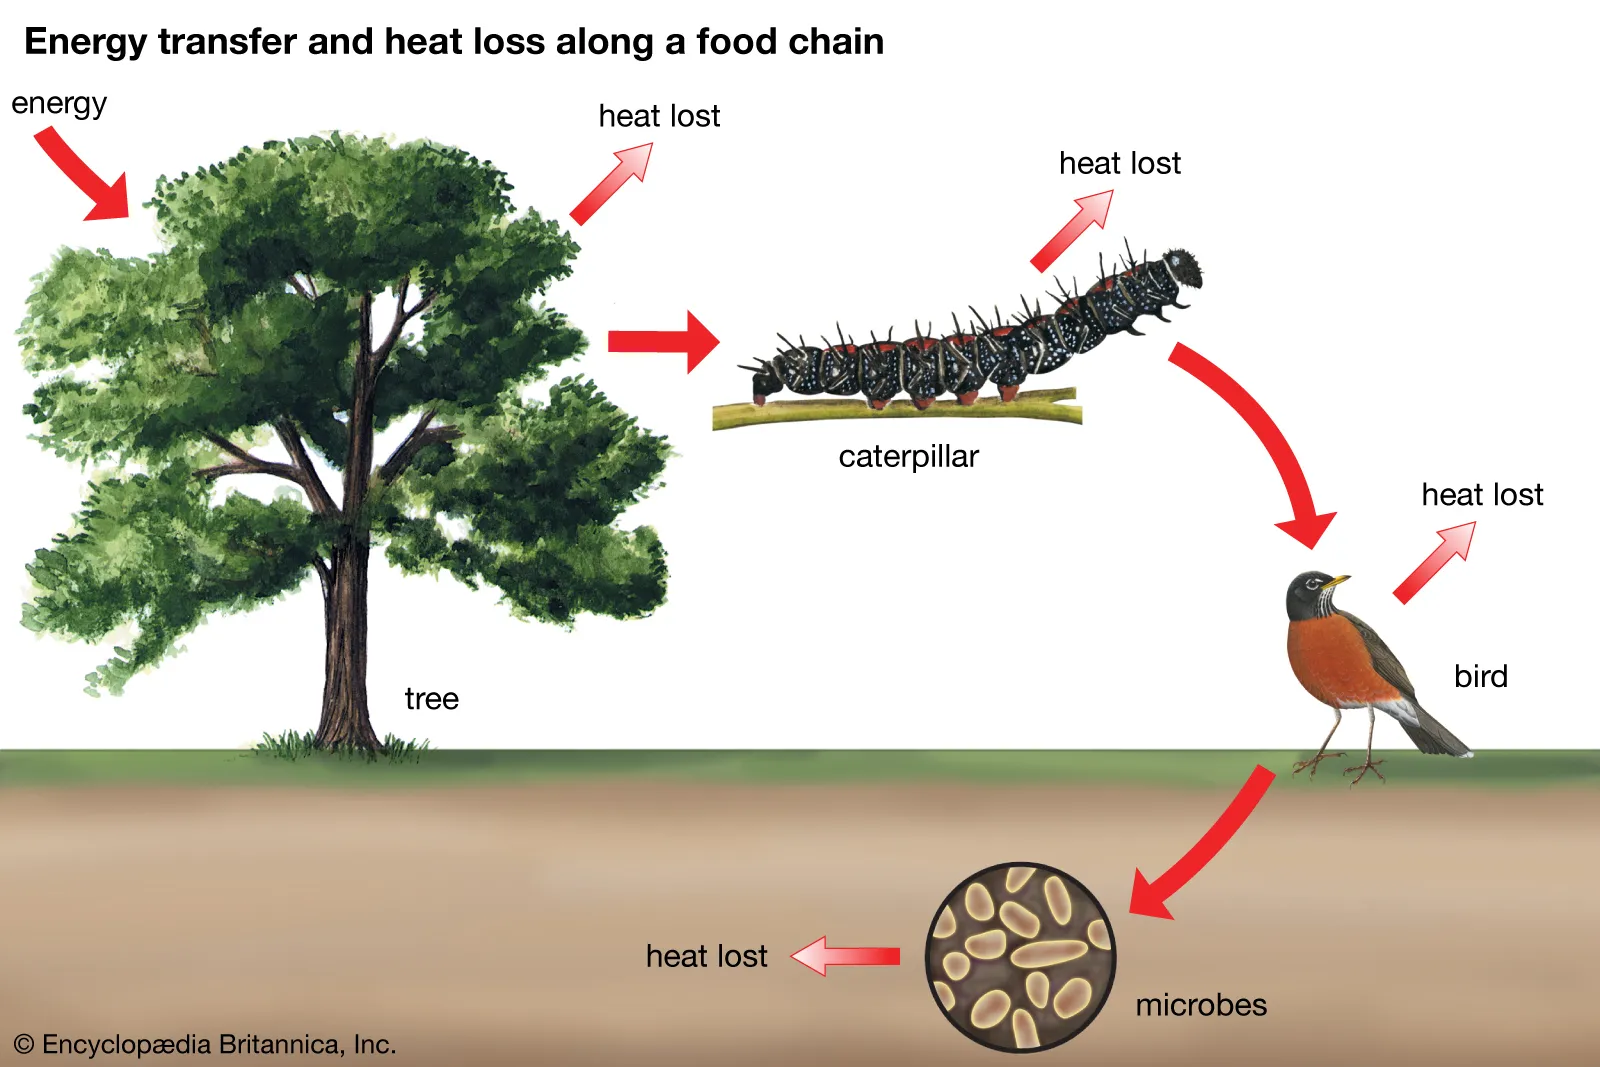 Energy transfer and heat loss along a food chain
energy
heat lost
heat lost
caterpillar
heat lost
bird
tree
heat lost
microbes
© Encyclopædia Britannica, Inc.